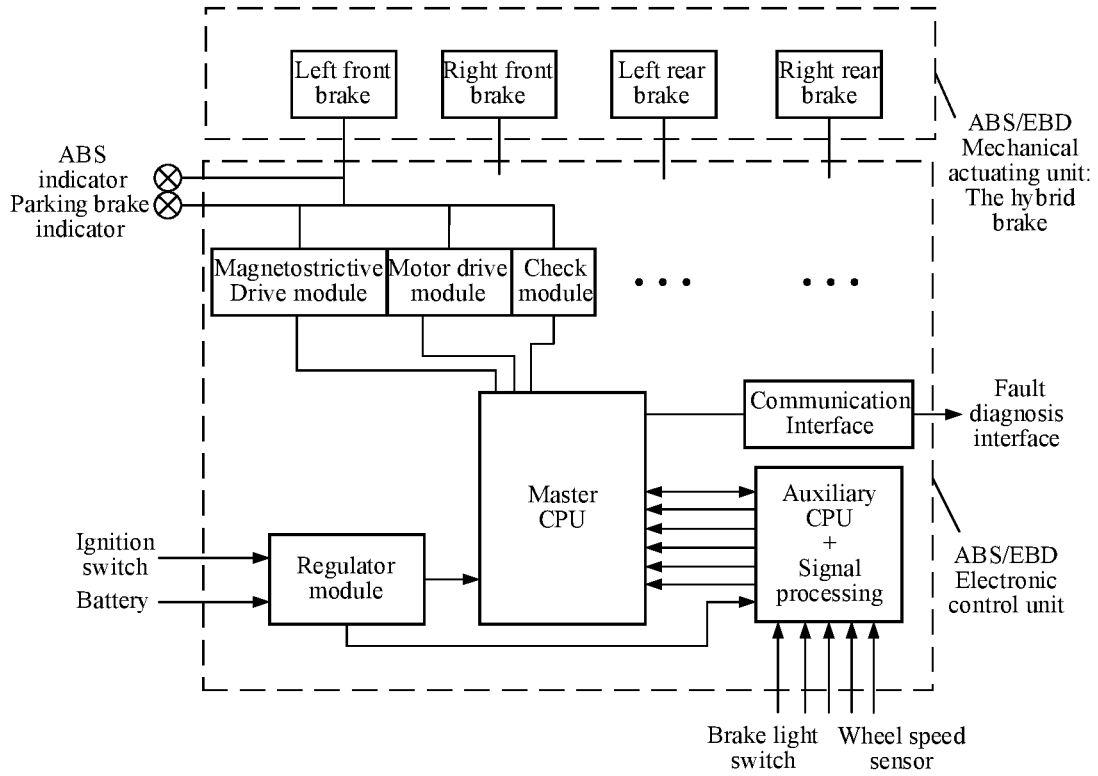 Left front
brake
Right front
brake
Left rear
brake
Right rear
brake
ABS/EBD
Mechanical
actuating unit:
The hybrid
brake
ABS
indicator
Parking brake
indicator
Magnetostrictive
Drive module
Motor drive
module
Check
module
Communication
Interface
Fault
diagnosis
interface
Master
CPU
Auxiliary
CPU
+
Signal
processing
Ignition
switch
Battery
Regulator
module
ABS/EBD
Electronic
control unit
Brake light
switch
Wheel speed
sensor